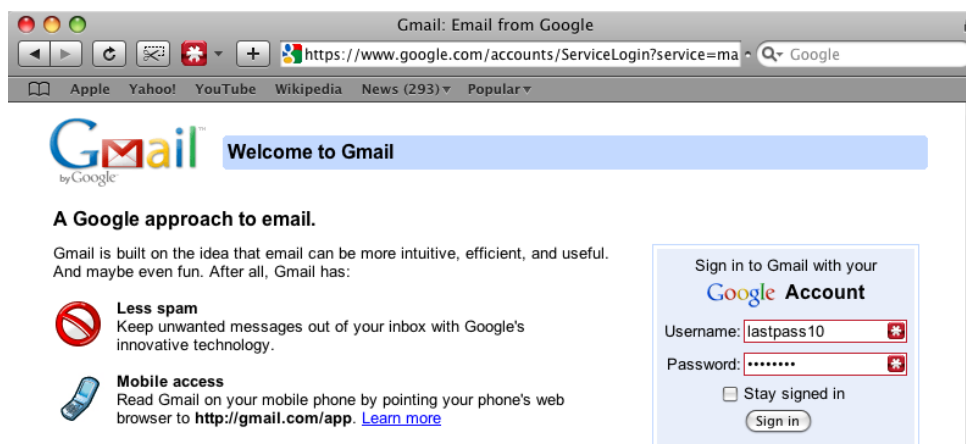 Gmail: Email from Google
https://www.google.com/accounts/ServiceLogin?service=ma
Google
Apple Yahoo! YouTube Wikipedia News (293) Popular
Gmail™
by Google
Welcome to Gmail
A Google approach to email.
Gmail is built on the idea that email can be more intuitive, efficient, and useful.
And maybe even fun. After all, Gmail has:
Less spam
Keep unwanted messages out of your inbox with Google's
innovative technology.
Mobile access
Read Gmail on your mobile phone by pointing your phone's web
browser to http://gmail.com/app. Learn more
Sign in to Gmail with your
Google Account
Username: lastpass10
Password: ••••••••
Stay signed in
Sign in